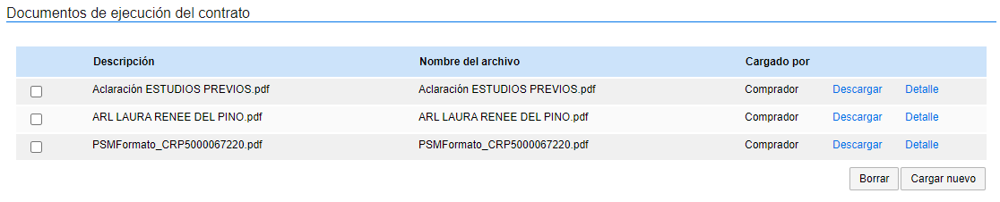 Documentos de ejecución del contrato
Descripción Nombre del archivo Cargado por
Aclaración ESTUDIOS PREVIOS.pdf Aclaración ESTUDIOS PREVIOS.pdf Comprador Descargar Detalle
ARL LAURA RENEE DEL PINO.pdf ARL LAURA RENEE DEL PINO.pdf Comprador Descargar Detalle
PSMFormato_CRP5000067220.pdf PSMFormato_CRP5000067220.pdf Comprador Descargar Detalle
Borrar Cargar nuevo